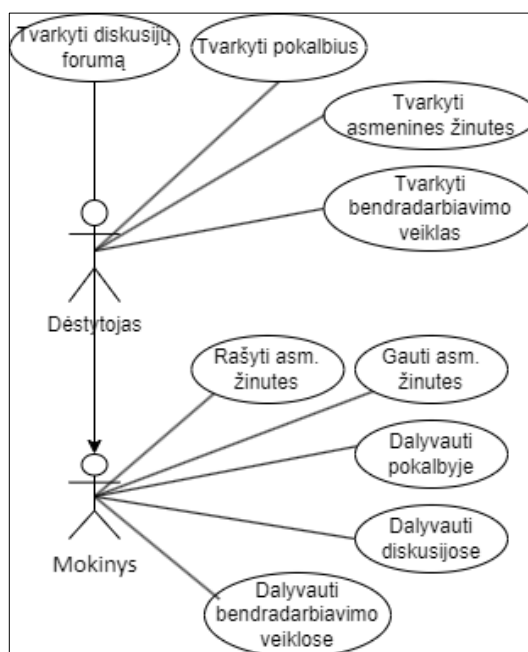 Tvarkyti diskusijų
forumą
Tvarkyti pokalbius
Tvarkyti
asmenines žinutes
Tvarkyti
bendradarbiavimo
veiklas
Dėstytojas
Rašyti asm.
žinutes
Gauti asm.
žinutes
Dalyvauti
pokalbyje
Dalyvauti
diskusijose
Mokinys
Dalyvauti
bendradarbiavimo
veiklose